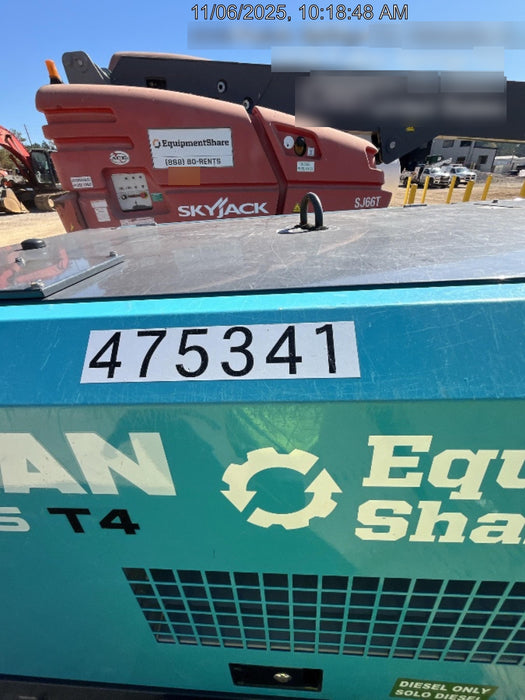 11/06/2025, 10:18:48 AM
EquipmentShare
(888) 80-RENTS
SKYJACK
SJ66T
475341
AN
S T4
Equ
Sha
DIESEL ONLY
SOLO DIESEL